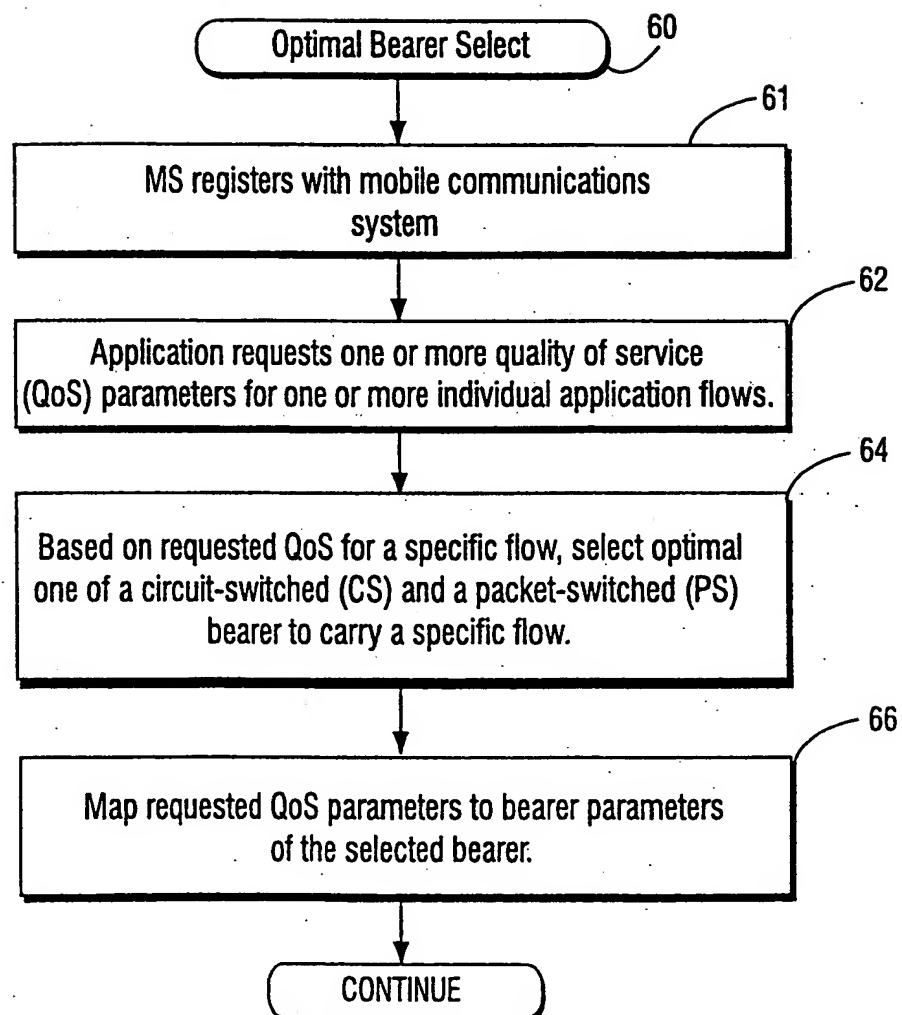 Optimal Bearer Select
60
61
MS registers with mobile communications
system
62
Application requests one or more quality of service
(QoS) parameters for one or more individual application flows.
64
Based on requested QoS for a specific flow, select optimal
one of a circuit-switched (CS) and a packet-switched (PS)
bearer to carry a specific flow.
66
Map requested QoS parameters to bearer parameters
of the selected bearer.
CONTINUE